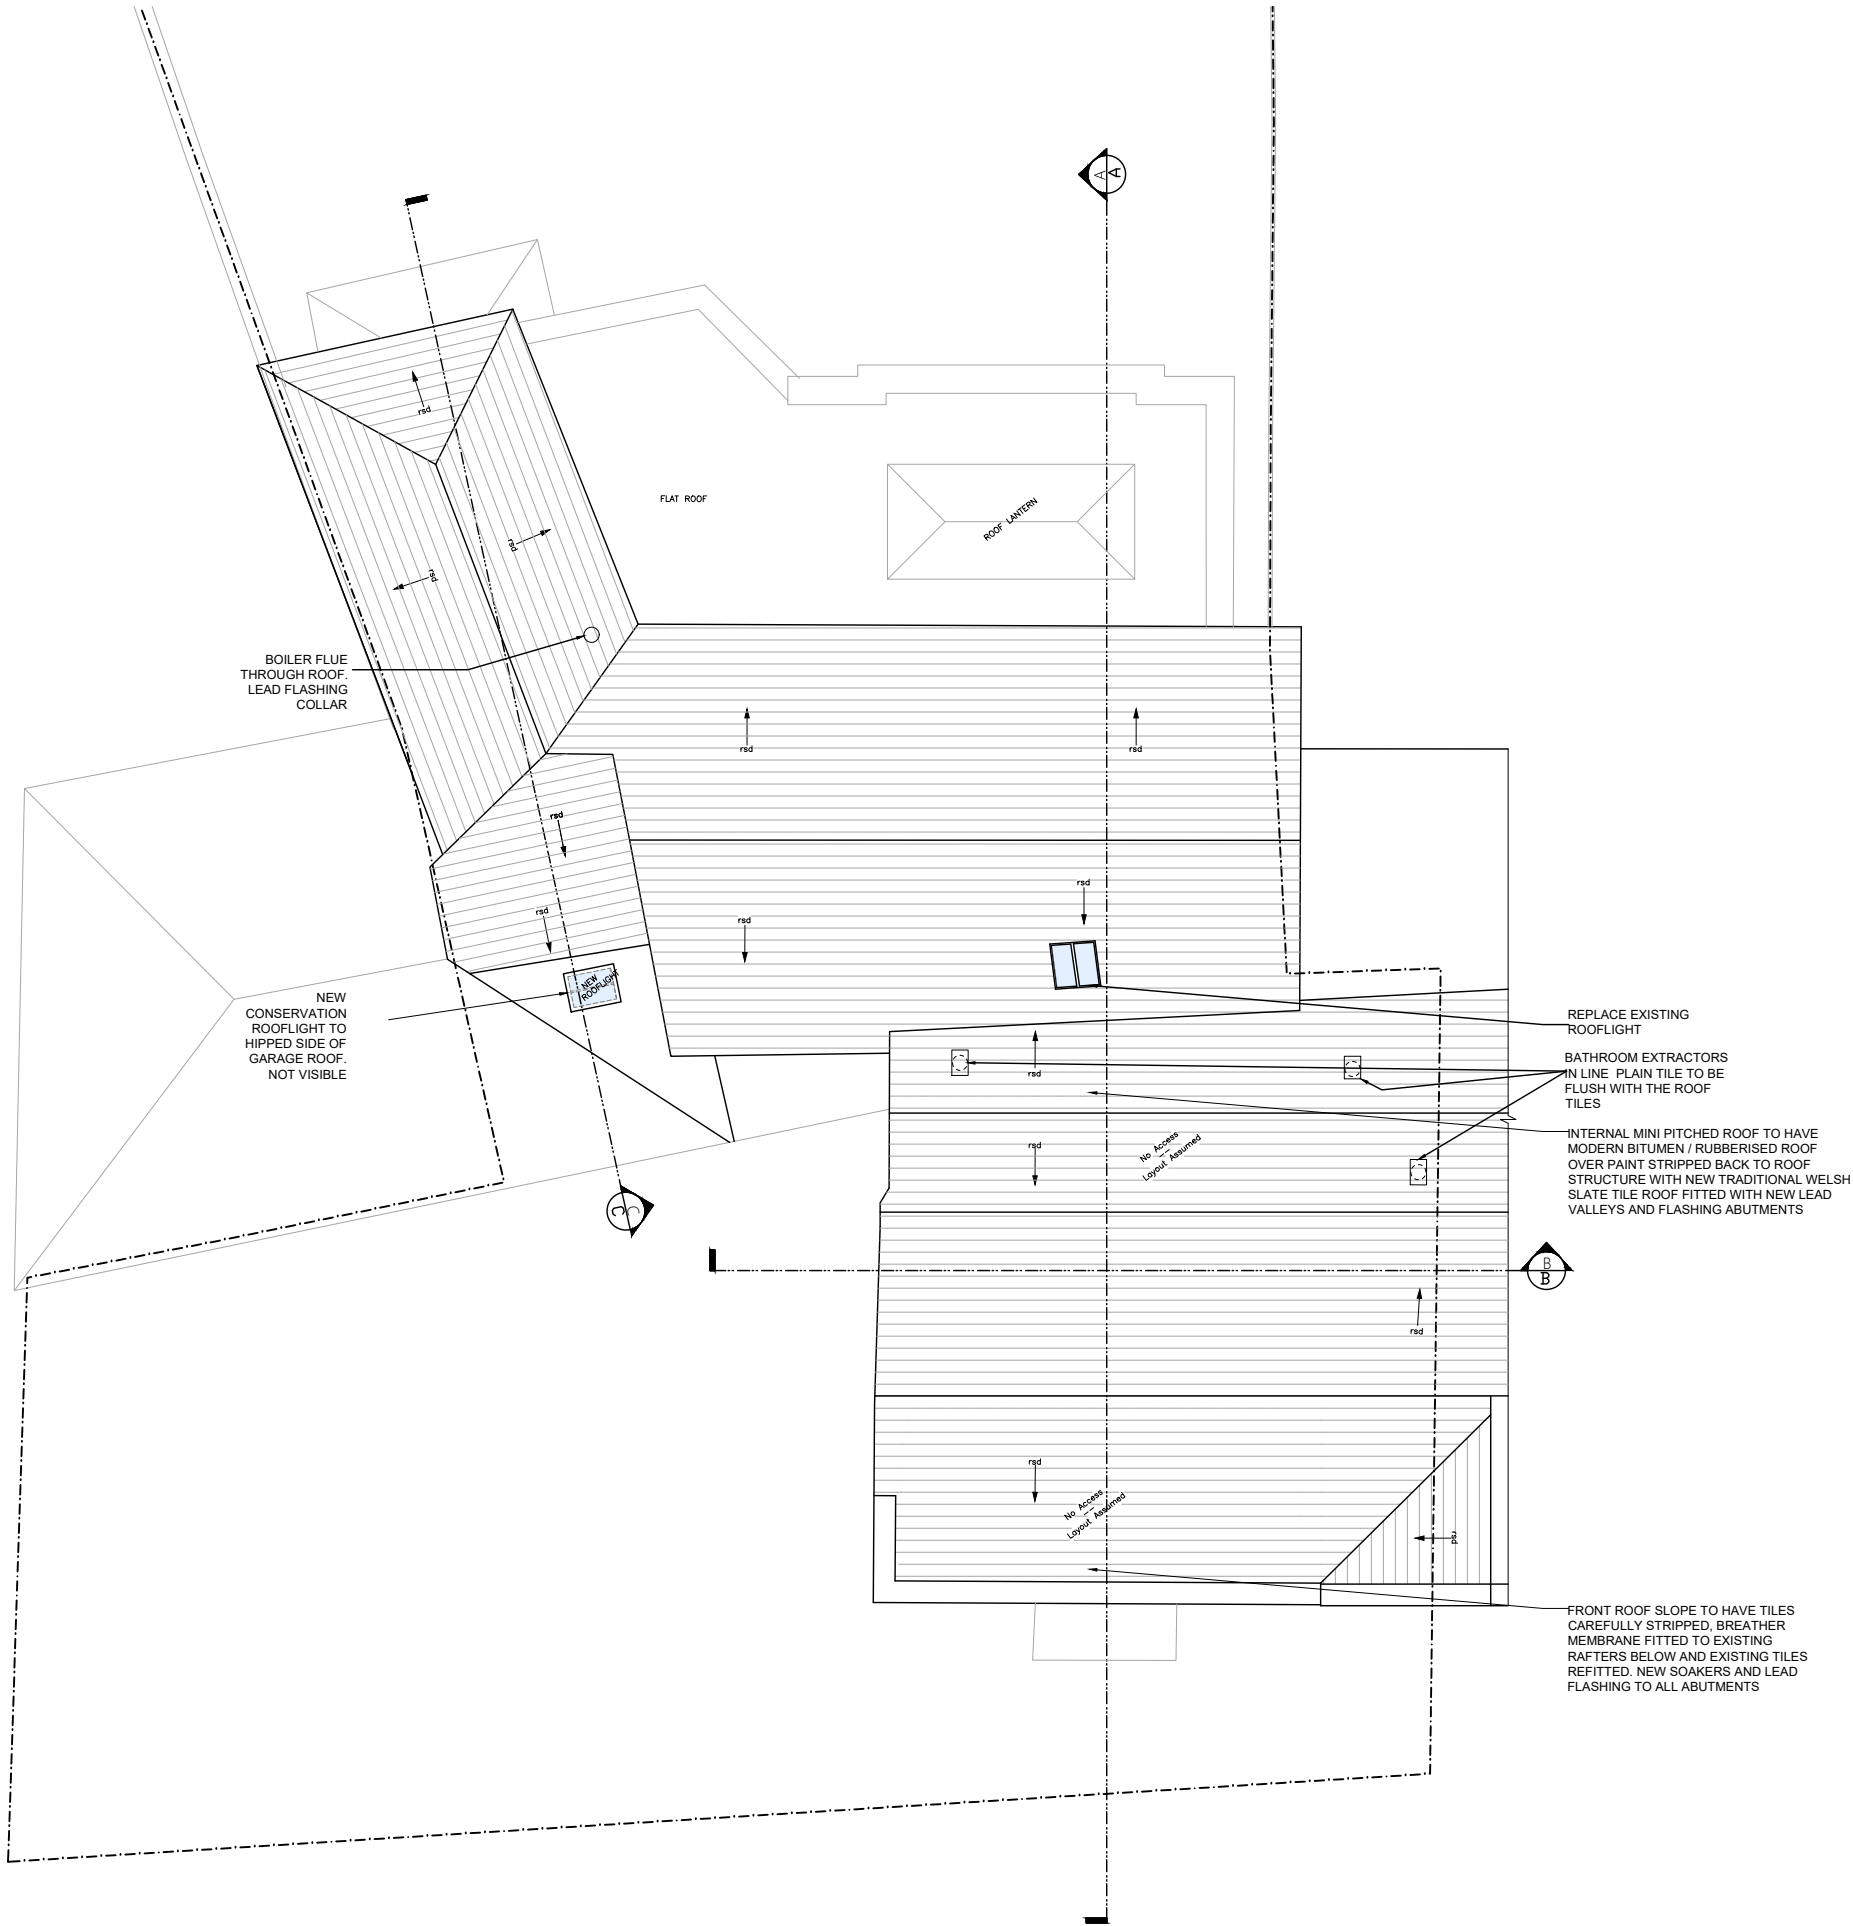 A
A
rsd
FLAT ROOF
ROOF LANTERN
rsd
rsd
BOILER FLUE
THROUGH ROOF.
LEAD FLASHING
COLLAR
rsd
rsd
rsd
rsd
rsd
rsd
NEW
ROOFLIGHT
NEW
CONSERVATION
ROOFLIGHT TO
HIPPED SIDE OF
GARAGE ROOF.
NOT VISIBLE
REPLACE EXISTING
ROOFLIGHT
rsd
BATHROOM EXTRACTORS
IN LINE PLAIN TILE TO BE
FLUSH WITH THE ROOF
TILES
rsd
No Access
Layout Assumed
INTERNAL MINI PITCHED ROOF TO HAVE
MODERN BITUMEN / RUBBERISED ROOF
OVER PAINT STRIPPED BACK TO ROOF
STRUCTURE WITH NEW TRADITIONAL WELSH
SLATE TILE ROOF FITTED WITH NEW LEAD
VALLEYS AND FLASHING ABUTMENTS
C
C
B
B
rsd
rsd
No Access
Layout Assumed
rsd
FRONT ROOF SLOPE TO HAVE TILES
CAREFULLY STRIPPED, BREATHER
MEMBRANE FITTED TO EXISTING
RAFTERS BELOW AND EXISTING TILES
REFITTED. NEW SOAKERS AND LEAD
FLASHING TO ALL ABUTMENTS